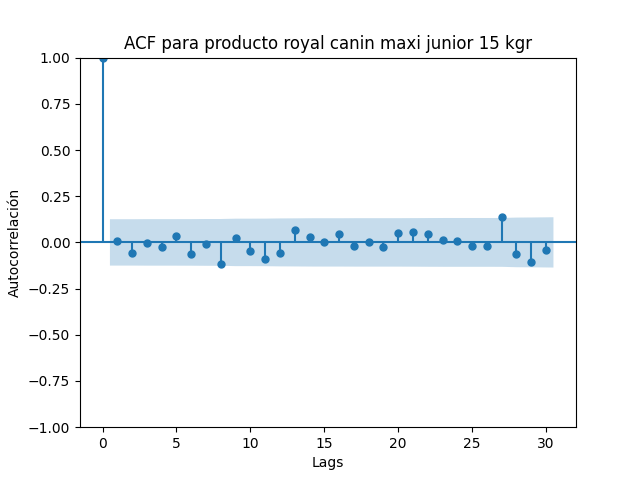 ACF para producto royal canin maxi junior 15 kgr
1.00
0.75
0.50
0.25
0.00
−0.25
−0.50
−0.75
−1.00
Autocorrelación
0 5 10 15 20 25 30
Lags